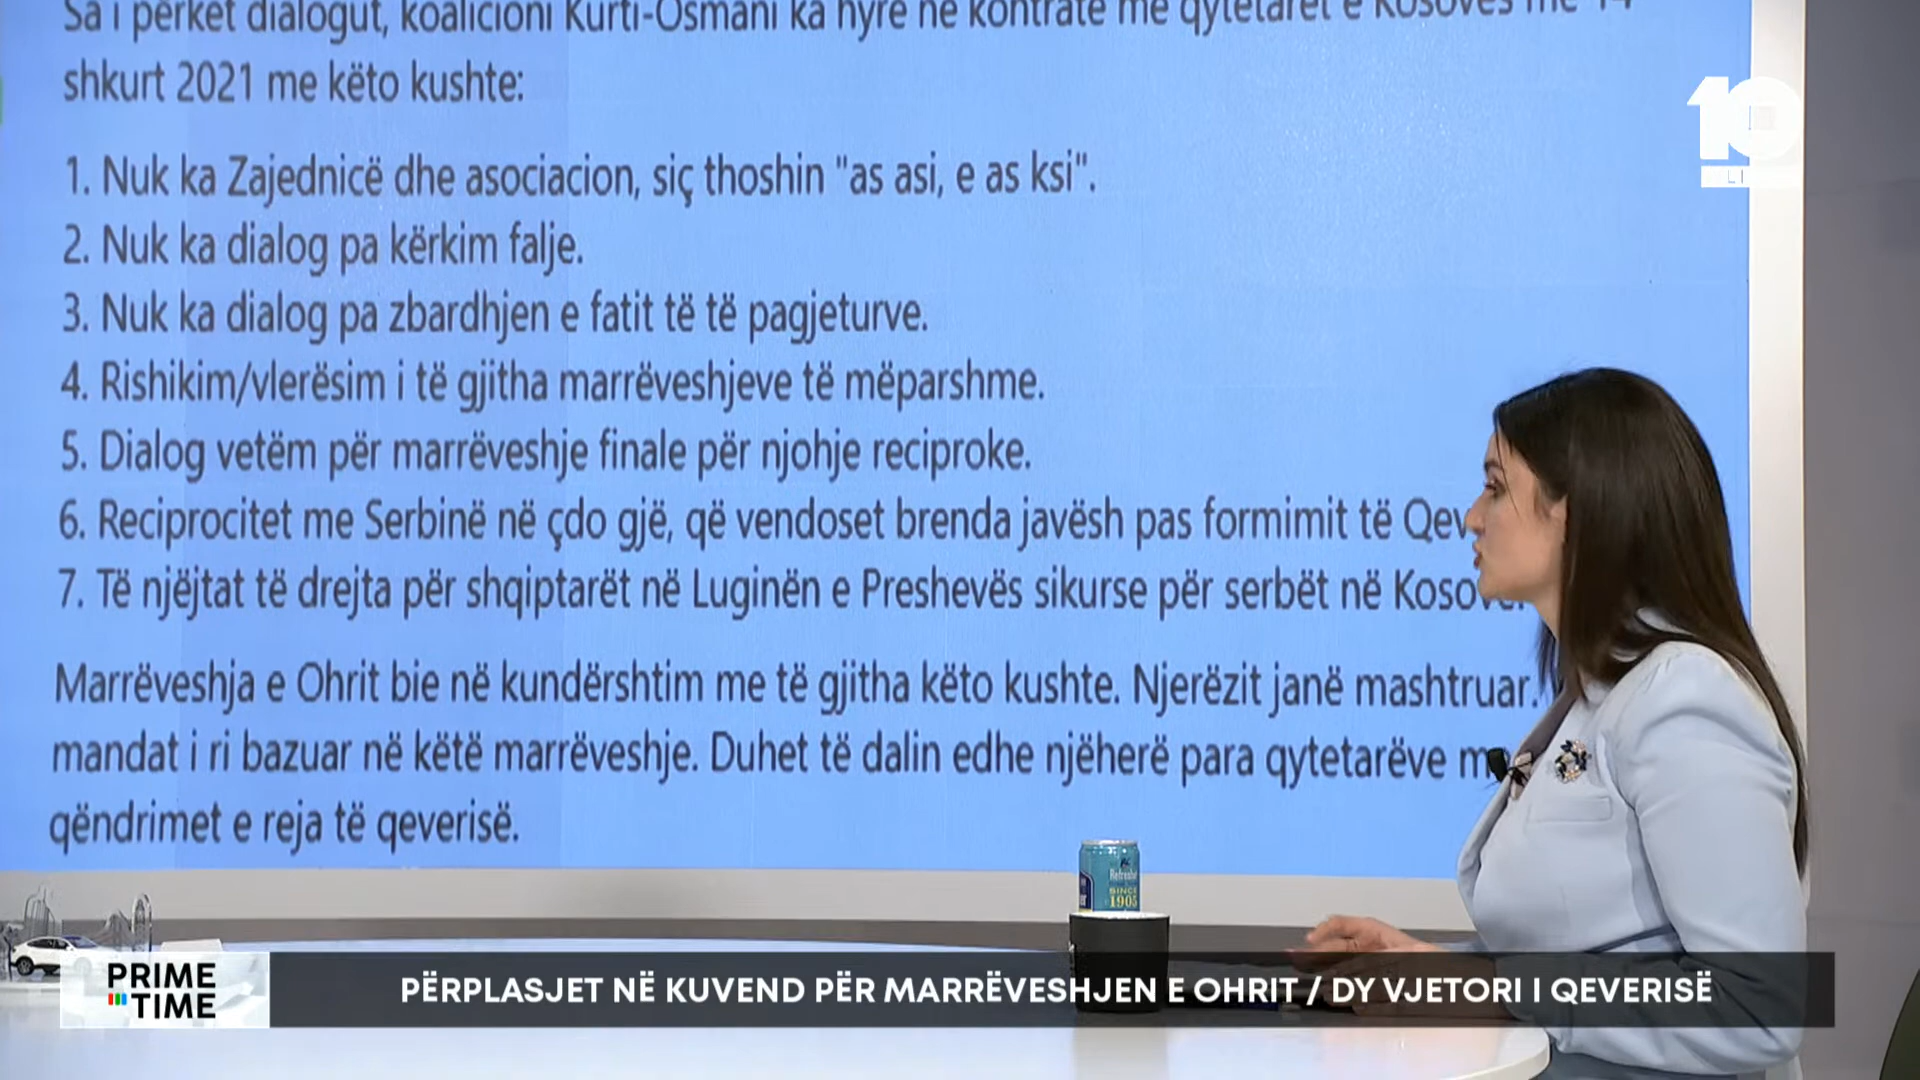 Sa i përket dialogut, koalicioni Kurti-Osmani ka hyrë në kontratë me qytetarët e Kosovës më 14
shkurt 2021 me këto kushte:
1. Nuk ka Zajednicë dhe asociacion, siç thoshin "as asi, e as ksi".
2. Nuk ka dialog pa kërkim falje.
3. Nuk ka dialog pa zbardhjen e fatit të të pagjeturve.
4. Rishikim/vlerësim i të gjitha marrëveshjeve të mëparshme.
5. Dialog vetëm për marrëveshje finale për njohje reciproke.
6. Reciprocitet me Serbinë në çdo gjë, që vendoset brenda javësh pas formimit të
7. Të njëjtat të drejta për shqiptarët në Luginën e Preshevës sikurse për serbët në
Marrëveshja e Ohrit bie në kundërshtim me të gjitha këto kushte. Njerëzit janë mashtruar.
mandat i ri bazuar në këtë marrëveshje. Duhet të dalin edhe njëherë para qytetarëve
qëndrimet e reja të qeverisë.
10
Refreshe
SINCE
1905
PRIME
TIME
PËRPLASJET NË KUVEND PËR MARRËVESHJEN E OHRIT / DY VJETORI I QEVERISË